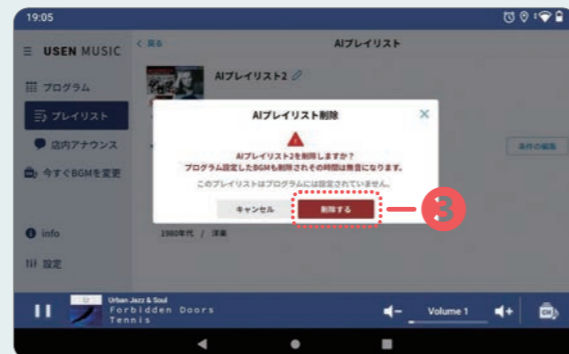 19:05
USEN MUSIC
プログラム
プレイリスト
店内アナウンス
今すぐBGMを変更
info
設定
戻る
AIプレイリスト
AIプレイリスト2
条件の編集
AIプレイリスト削除
AIプレイリスト2を削除しますか？
プログラム設定したBGMも削除されその時間は無音になります。
このプレイリストはプログラムには設定されていません。
キャンセル
削除する
3
1980年代 / 洋楽
Urban Jazz & Soul
Forbidden Doors
Tennis
Volume 1
CH